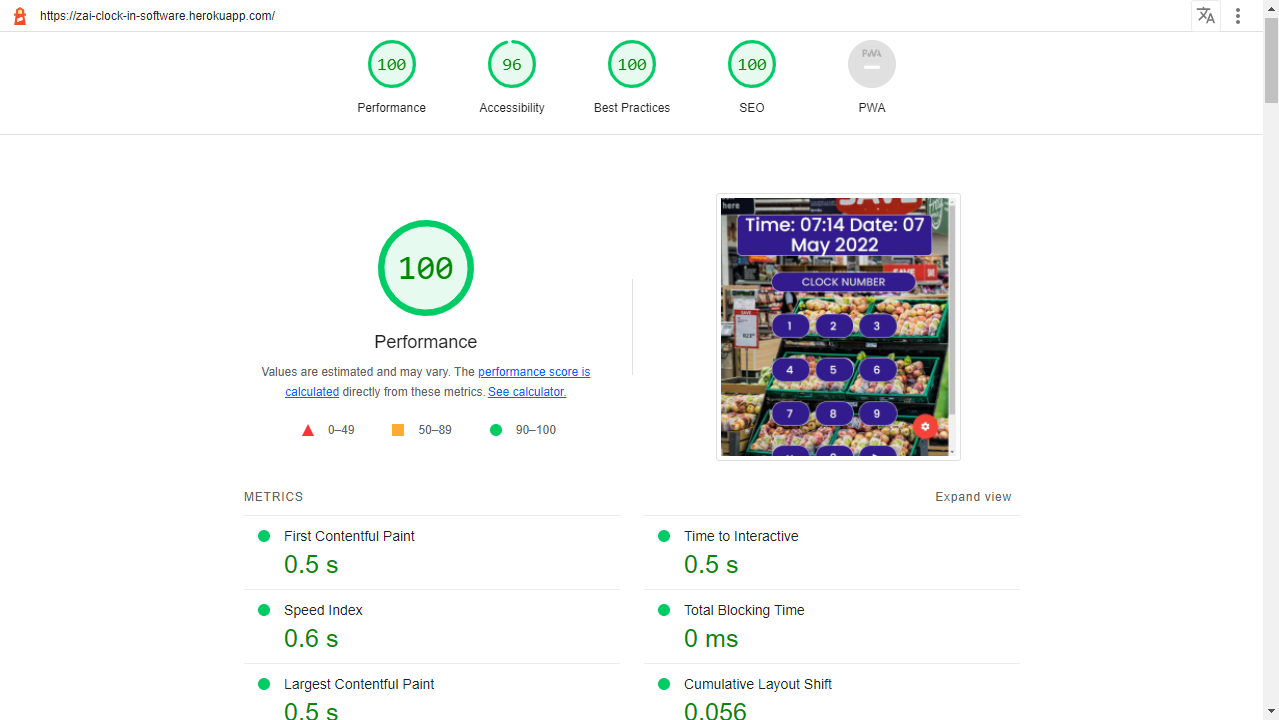 https://zai-clock-in-software.herokuapp.com/
100
96
100
100
PWA
Performance
Accessibility
Best Practices
SEO
PWA
100
Performance
Values are estimated and may vary. The performance score is
calculated directly from these metrics. See calculator.
0–49
50–89
90–100
here
SAVE
Time: 07:14 Date: 07
May 2022
SAVE
CLOCK NUMBER
SAVE
1 2 3
4 5 6
7 8 9
METRICS
Expand view
First Contentful Paint
0.5 s
Time to Interactive
0.5 s
Speed Index
0.6 s
Total Blocking Time
0 ms
Largest Contentful Paint
0.5 s
Cumulative Layout Shift
0.056